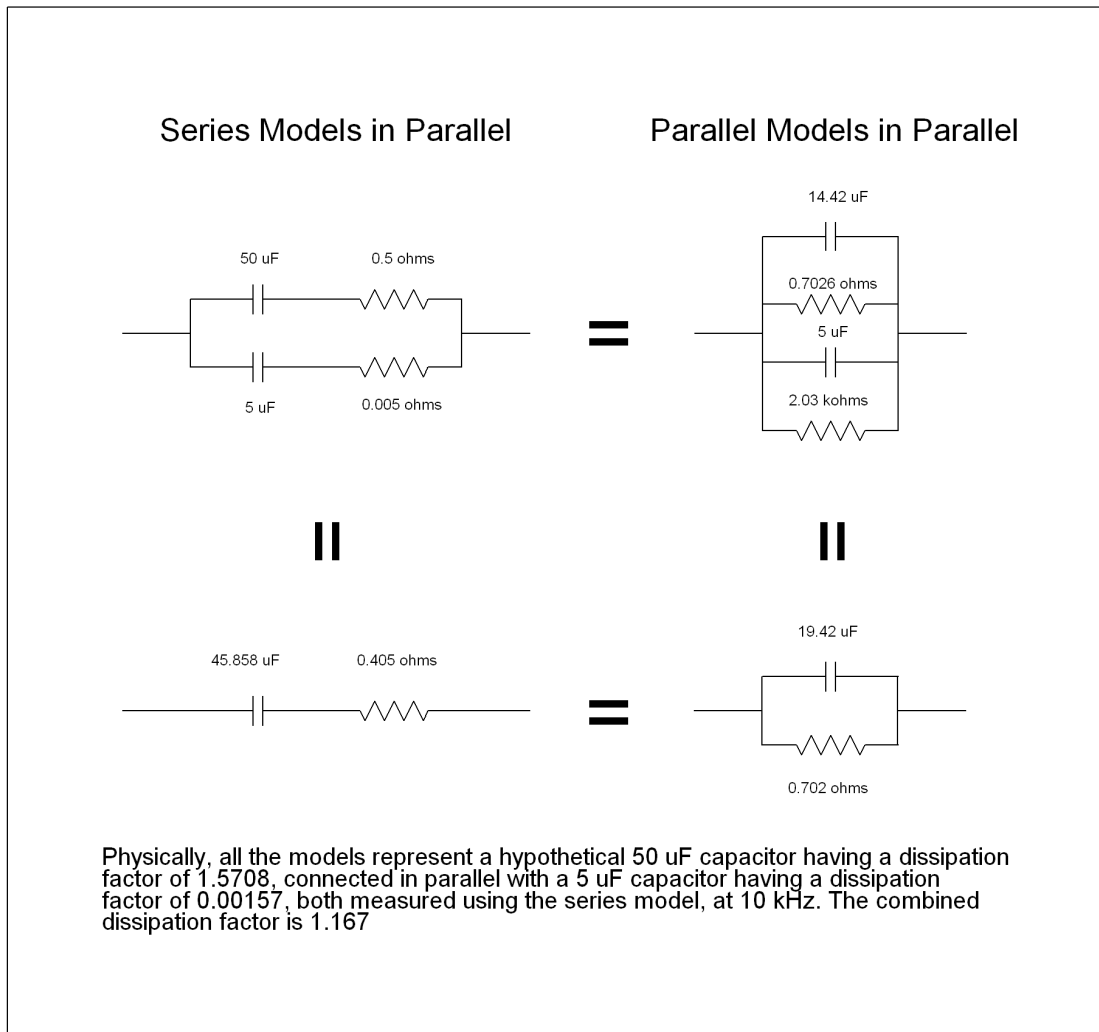 Series Models in Parallel
Parallel Models in Parallel
50 uF
0.5 ohms
5 uF
0.005 ohms
=
14.42 uF
0.7026 ohms
5 uF
2.03 kohms
=
=
45.858 uF
0.405 ohms
=
19.42 uF
0.702 ohms
Physically, all the models represent a hypothetical 50 uF capacitor having a dissipation
factor of 1.5708, connected in parallel with a 5 uF capacitor having a dissipation
factor of 0.00157, both measured using the series model, at 10 kHz. The combined
dissipation factor is 1.167